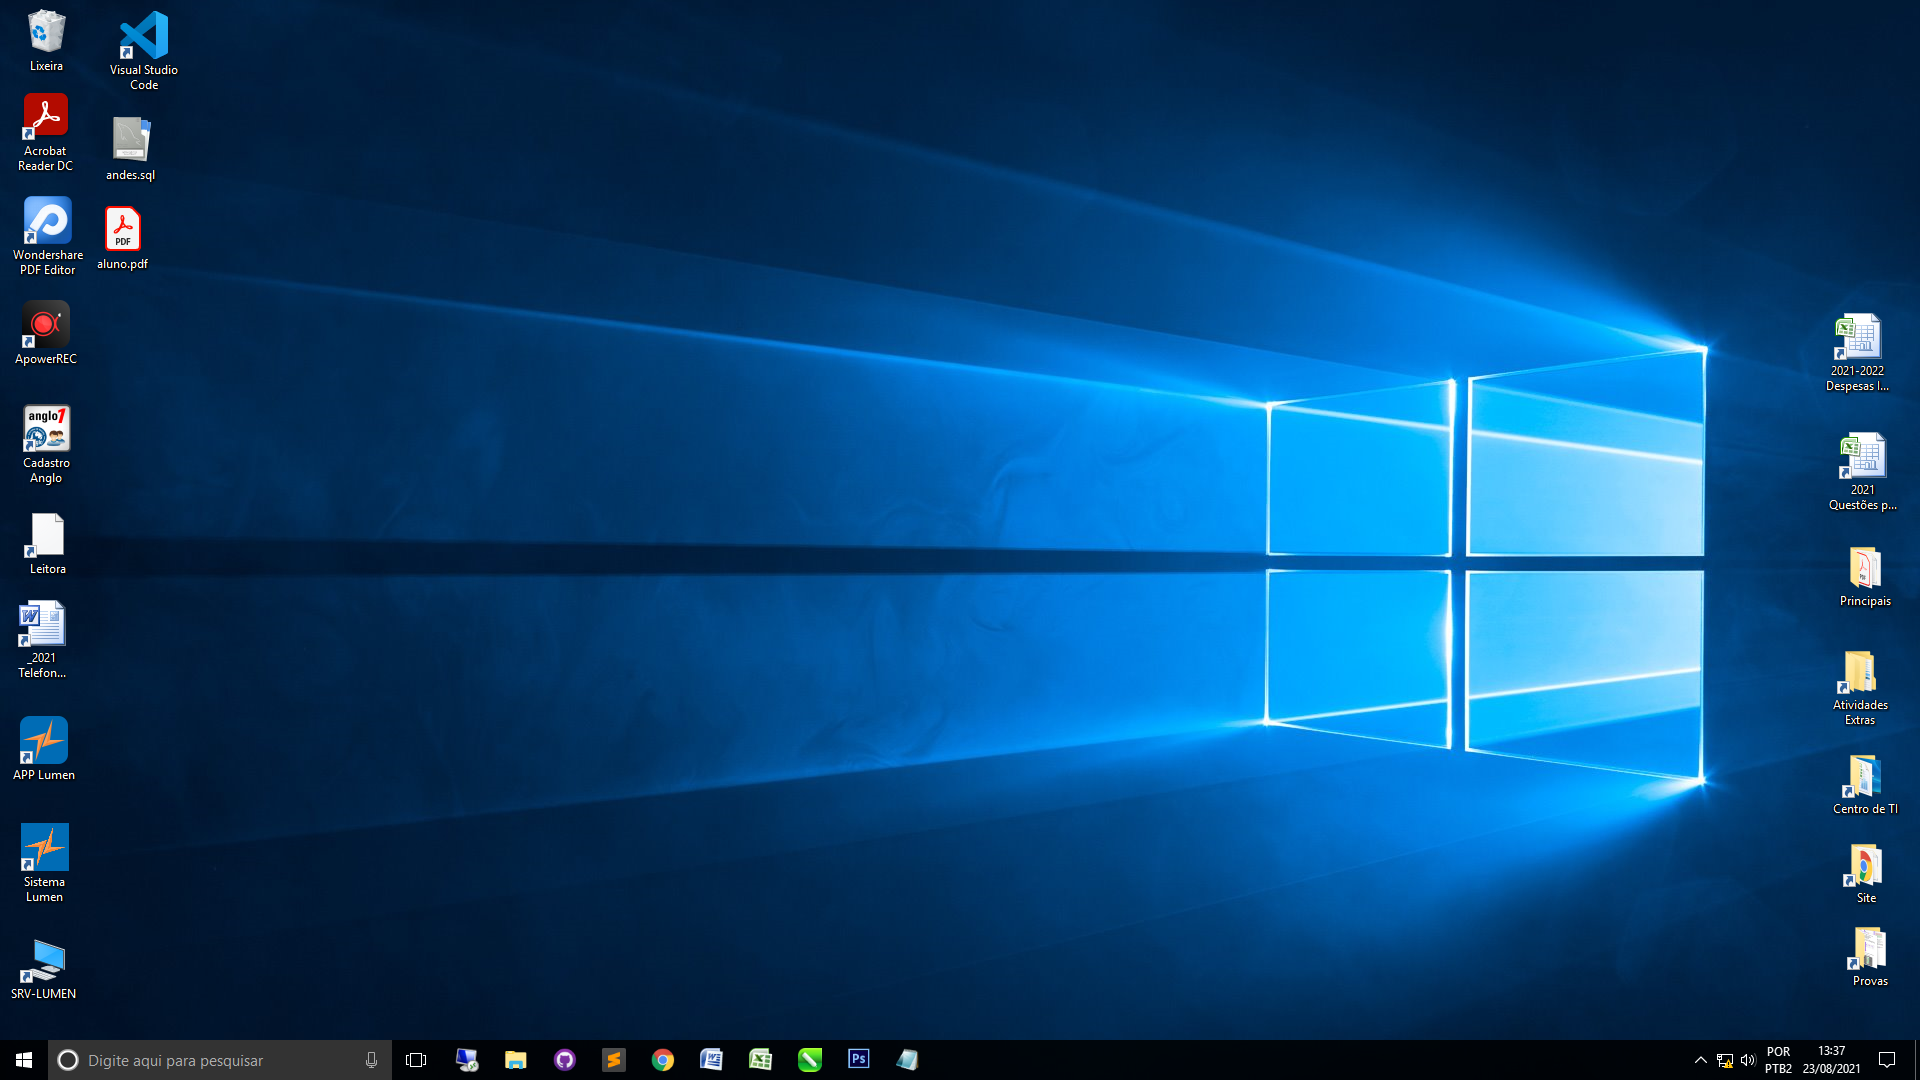 Lixeira
Visual Studio
Code
Acrobat
Reader DC
andes.sql
Wondershare
PDF Editor
PDF
aluno.pdf
ApowerREC
anglo1
Cadastro
Anglo
Leitora
_2021
Telefon...
APP Lumen
Sistema
Lumen
SRV-LUMEN
2021-2022
Despesas I...
2021
Questões p...
Principais
Atividades
Extras
Centro de TI
Site
Provas
Digite aqui para pesquisar
Ps
POR
PTB2
13:37
23/08/2021